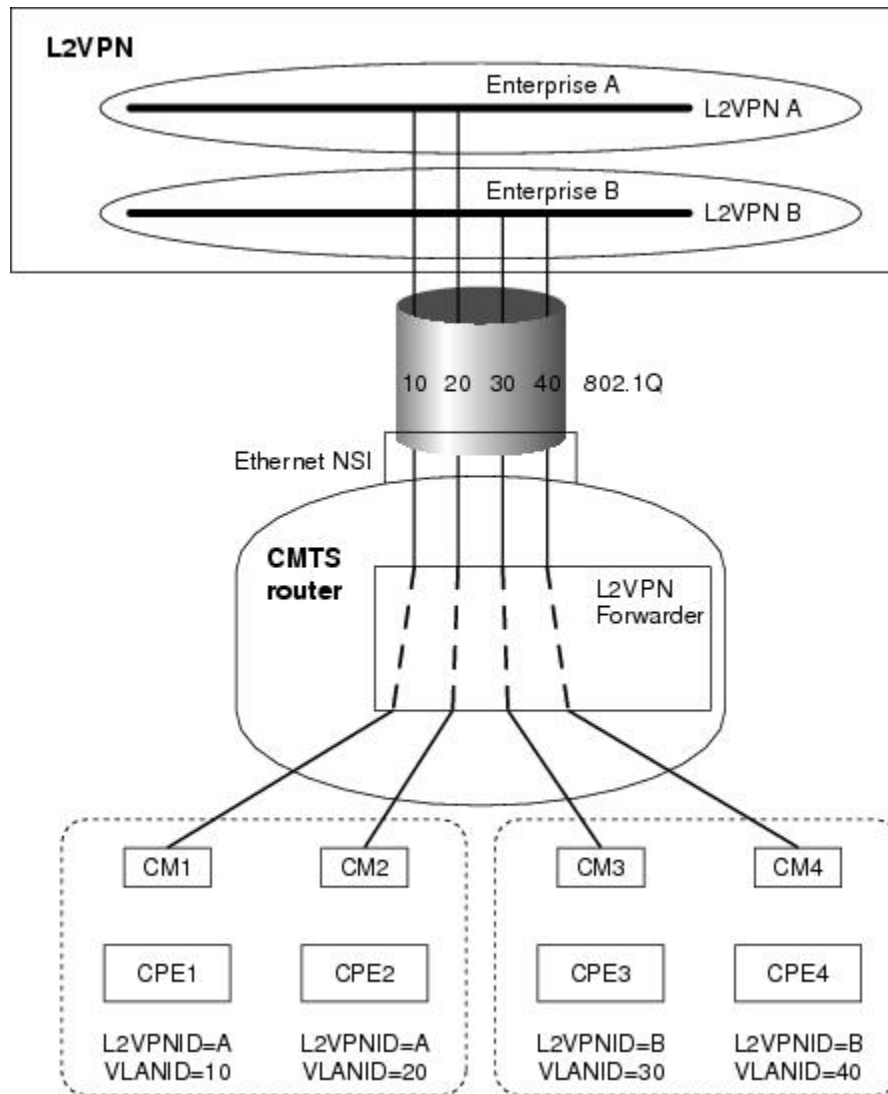 L2VPN
Enterprise A
L2VPN A
Enterprise B
L2VPN B
10 20 30 40 802.1Q
Ethernet NSI
CMTS
router
L2VPN
Forwarder
CM1 CM2 CM3 CM4
CPE1 CPE2 CPE3 CPE4
L2VPNID=A L2VPNID=A L2VPNID=B L2VPNID=B
VLANID=10 VLANID=20 VLANID=30 VLANID=40